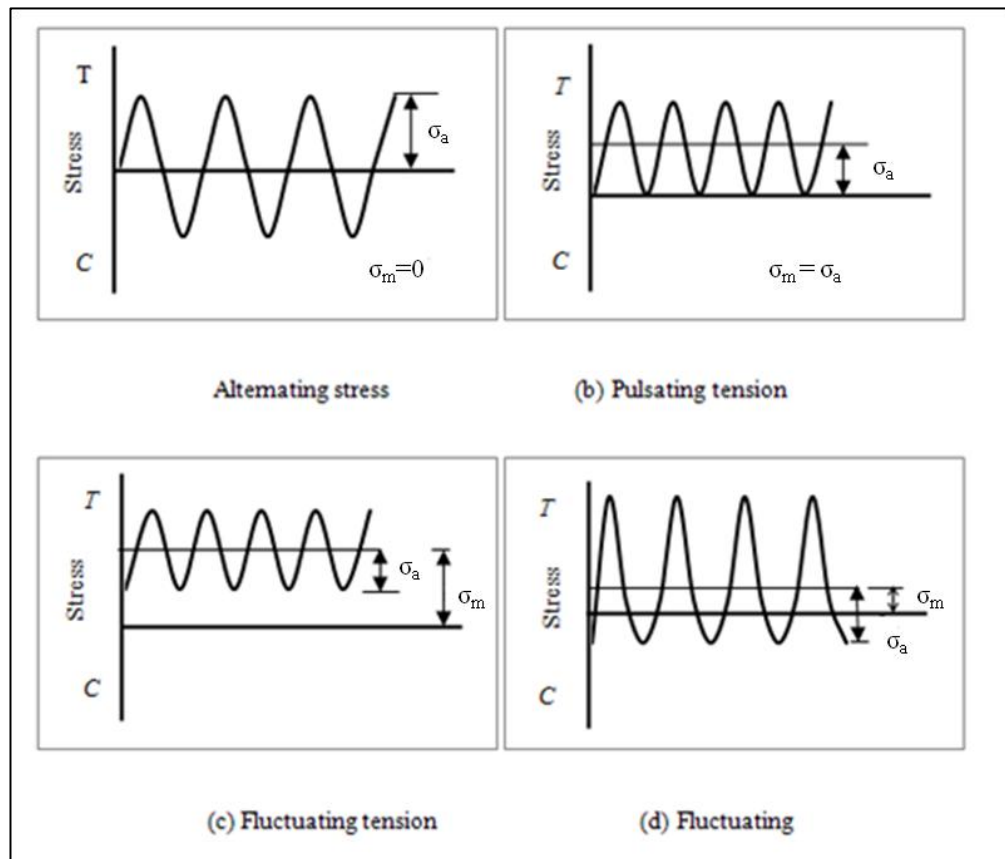 T
Stress
C
σa
σm=0
Alternating stress
T
Stress
C
σa
σm= σa
(b) Pulsating tension
T
Stress
C
σa
σm
(c) Fluctuating tension
T
Stress
C
σm
σa
(d) Fluctuating